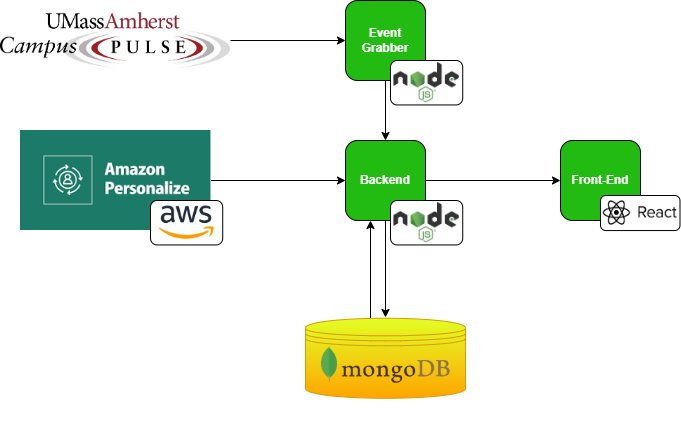 UMassAmherst
Campus PULSE
Event
Grabber
node
JS
Amazon
Personalize
aws
Backend
node
JS
Front-End
React
mongoDB